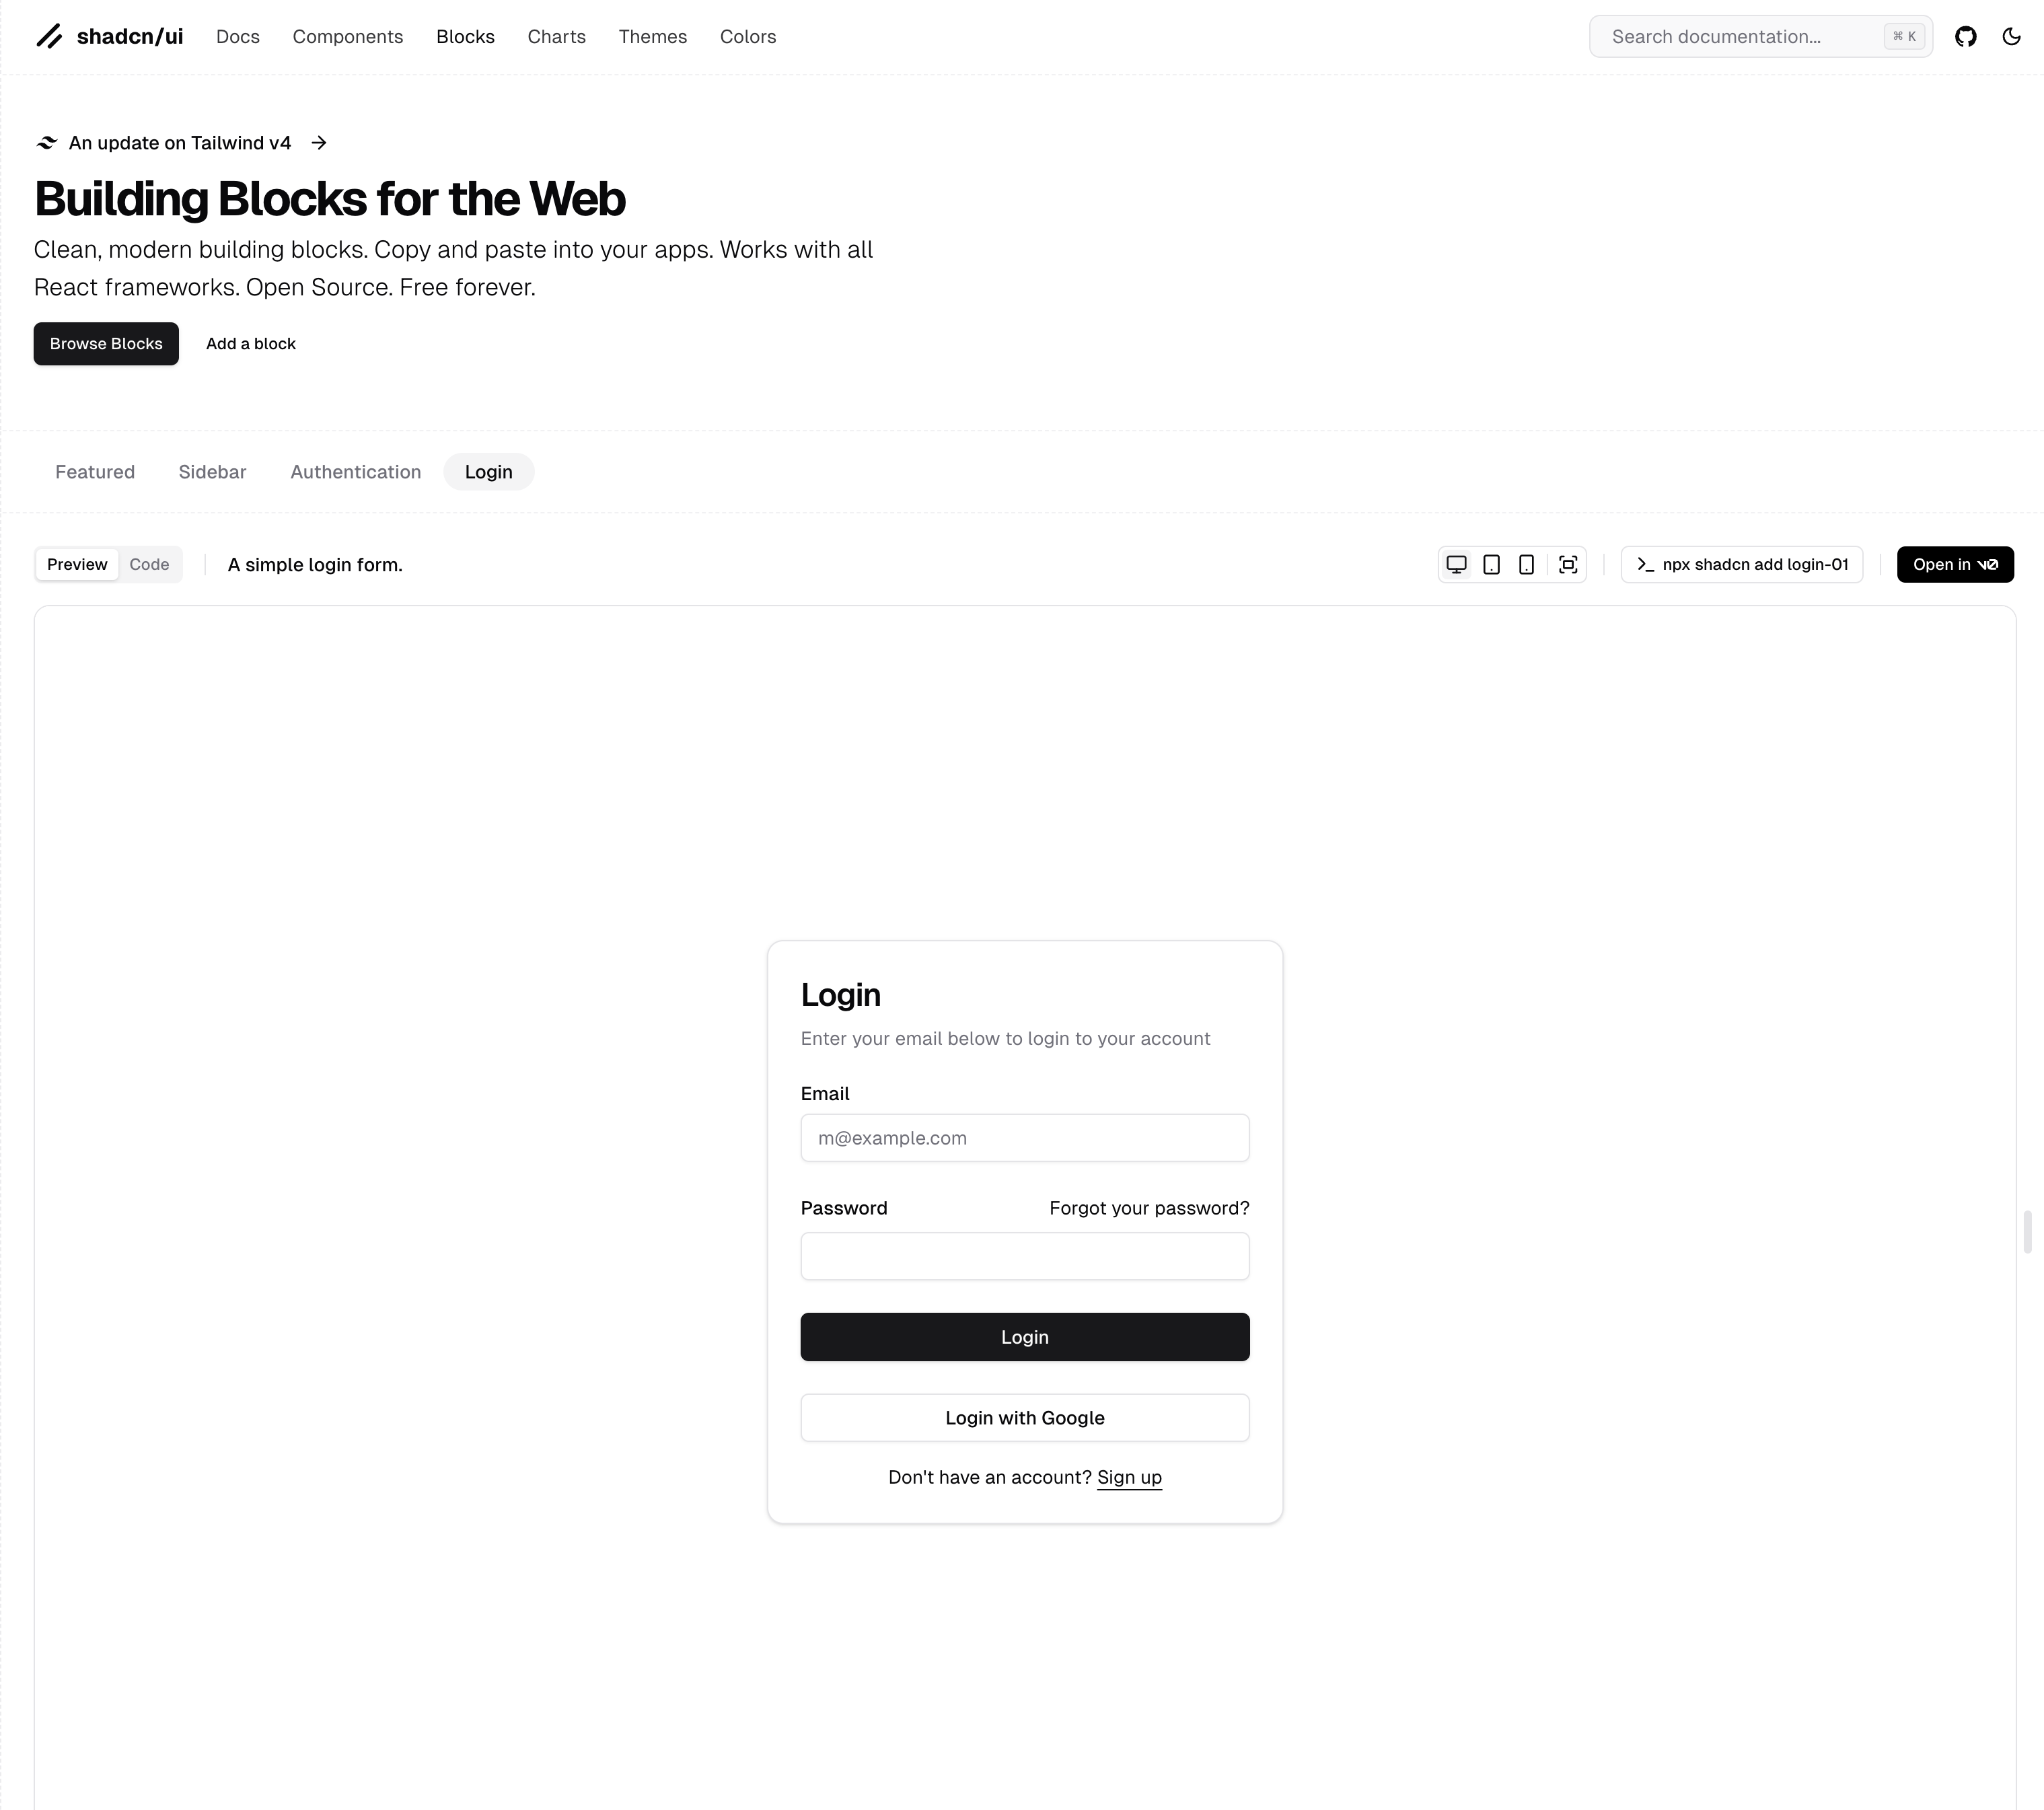 shadcn/ui Docs Components Blocks Charts Themes Colors Search documentation... ⌘ K
An update on Tailwind v4
Building Blocks for the Web
Clean, modern building blocks. Copy and paste into your apps. Works with all
React frameworks. Open Source. Free forever.
Browse Blocks Add a block
Featured Sidebar Authentication Login
Preview Code A simple login form. npx shadcn add login-01 Open in v0
Login
Enter your email below to login to your account
Email
m@example.com
Password Forgot your password?
Login
Login with Google
Don't have an account? Sign up